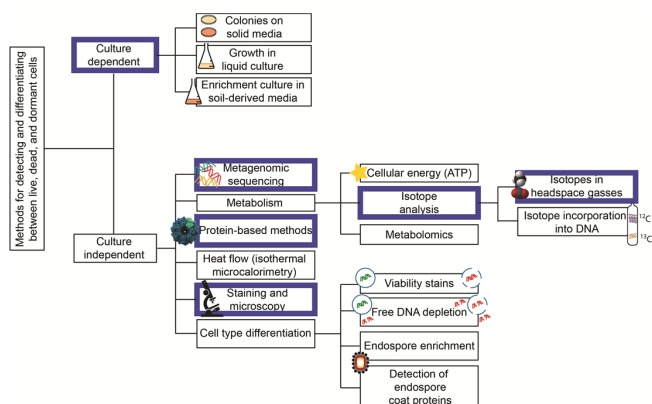 Methods for detecting and differentiating
between live, dead, and dormant cells
Culture
dependent
Colonies on
solid media
Growth in
liquid culture
Enrichment culture in
soil-derived media
Culture
independent
Metagenomic
sequencing
Metabolism
Protein-based methods
Heat flow (isothermal
microcalorimetry)
Staining and
microscopy
Cell type differentiation
Cellular energy (ATP)
Isotope
analysis
Metabolomics
Isotopes in
headspace gasses
Isotope incorporation
into DNA
¹²C
¹³C
Viability stains
Free DNA depletion
Endospore enrichment
Detection of
endospore
coat proteins